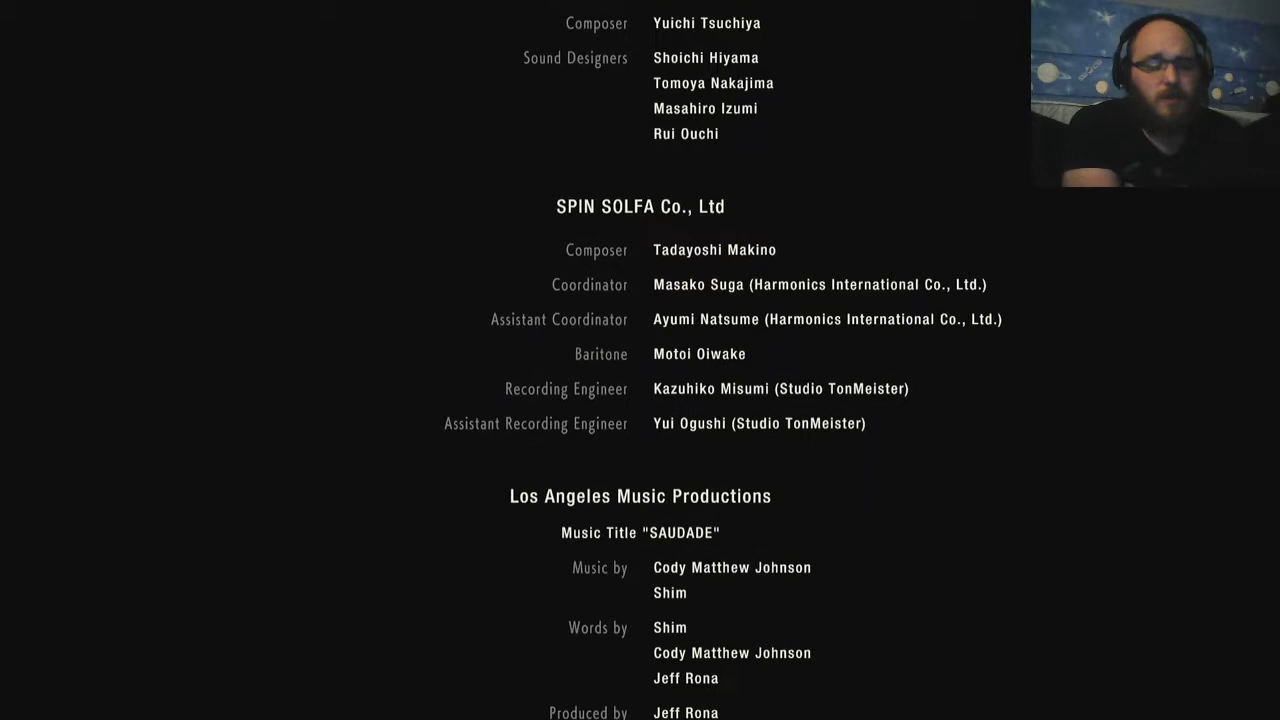 Composer Yuichi Tsuchiya
Sound Designers Shoichi Hiyama
Tomoya Nakajima
Masahiro Izumi
Rui Ouchi
SPIN SOLFA Co., Ltd
Composer Tadayoshi Makino
Coordinator Masako Suga (Harmonics International Co., Ltd.)
Assistant Coordinator Ayumi Natsume (Harmonics International Co., Ltd.)
Baritone Motoi Oiwake
Recording Engineer Kazuhiko Misumi (Studio TonMeister)
Assistant Recording Engineer Yui Ogushi (Studio TonMeister)
Los Angeles Music Productions
Music Title "SAUDADE"
Music by Cody Matthew Johnson
Shim
Words by Shim
Cody Matthew Johnson
Jeff Rona
Produced by Jeff Rona